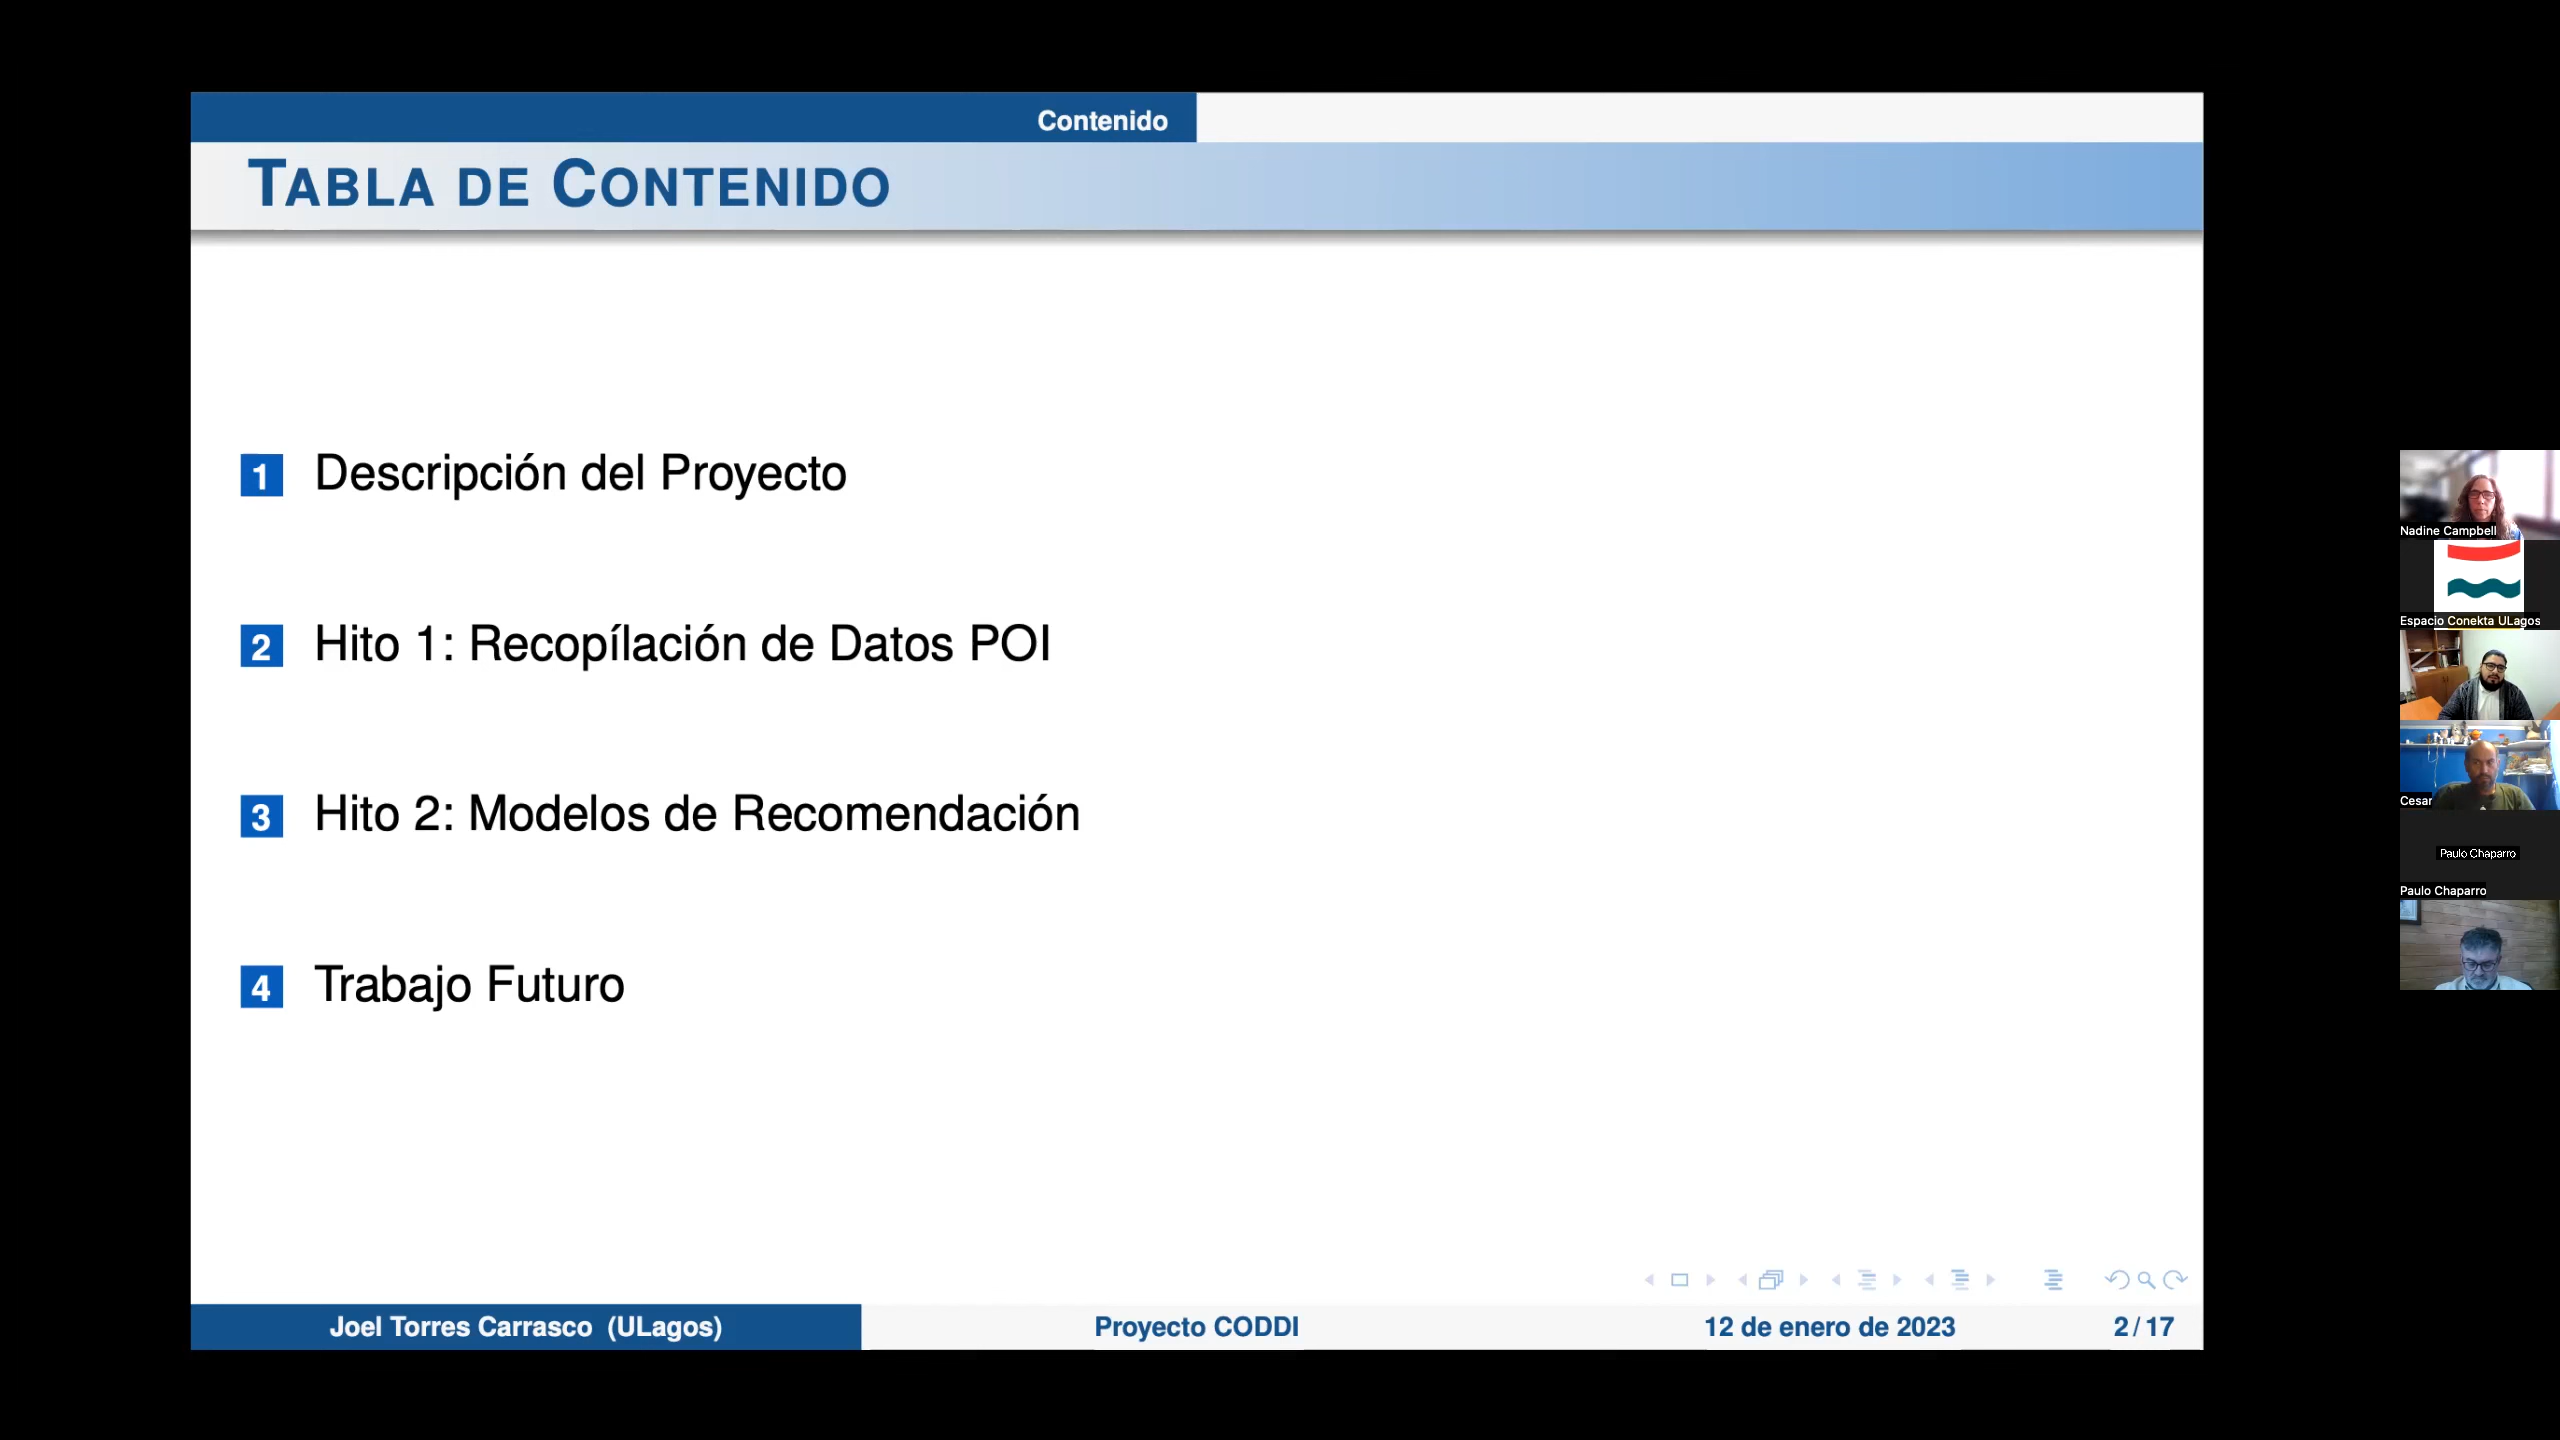 Contenido
TABLA DE CONTENIDO
1 Descripción del Proyecto
2 Hito 1: Recopílación de Datos POI
3 Hito 2: Modelos de Recomendación
4 Trabajo Futuro
Joel Torres Carrasco (ULagos) Proyecto CODDI 12 de enero de 2023 2 / 17
Nadine Campbell
Espacio Conekta ULagos
Cesar
Paulo Chaparro
Paulo Chaparro